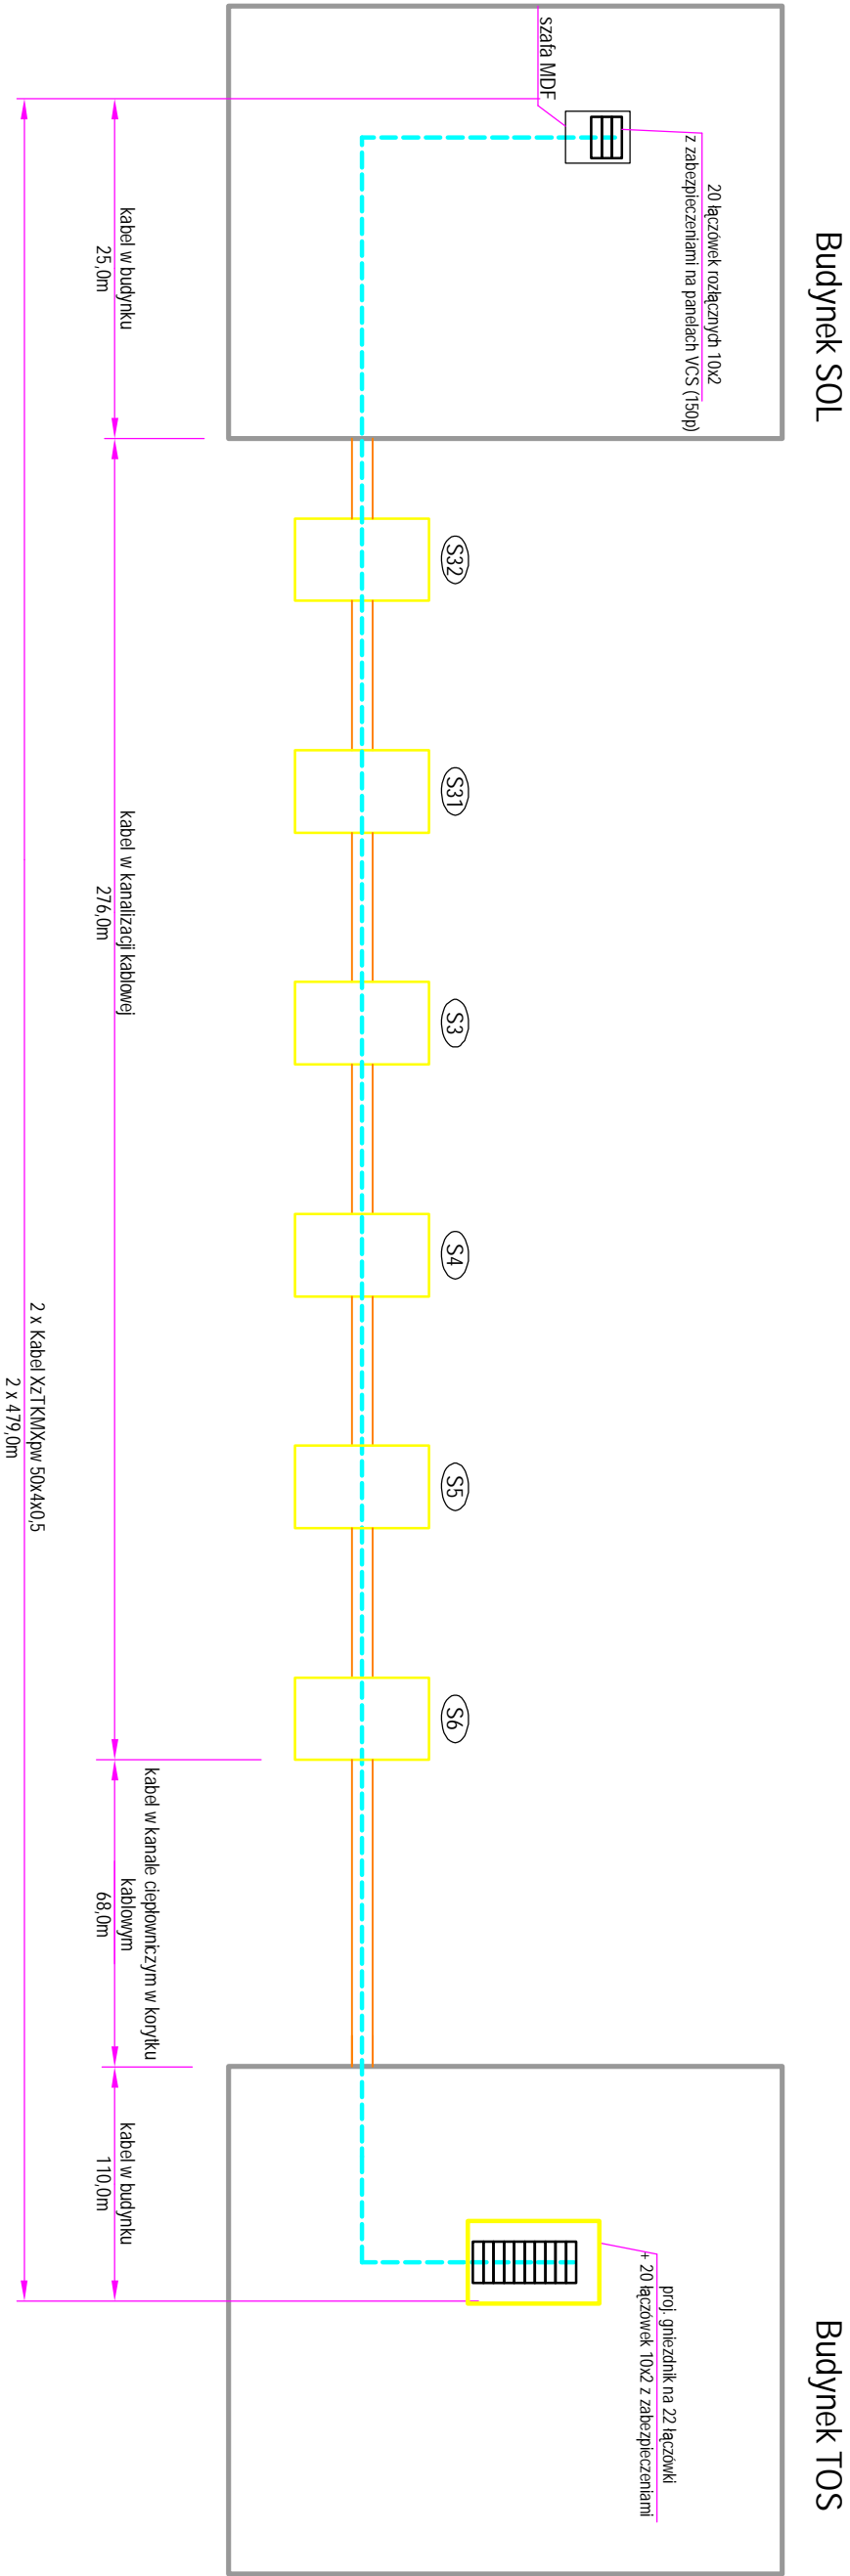 Budynek SOL
Budynek TOS
20 łączówek rozłącznych 10x2
z zabezpieczeniami na panelach VCS (150p)
szafa MDF
proj. gniezdnik na 22 łączówki
+ 20 łączówek 10x2 z zabezpieczeniami
S32
S31
S3
S4
S5
S6
kabel w budynku
25,0m
kabel w kanalizacji kablowej
276,0m
kabel w kanale ciepłowniczym w korytku
kablowym
68,0m
kabel w budynku
110,0m
2 x Kabel XzTKMXpw 50x4x0,5
2 x 479,0m